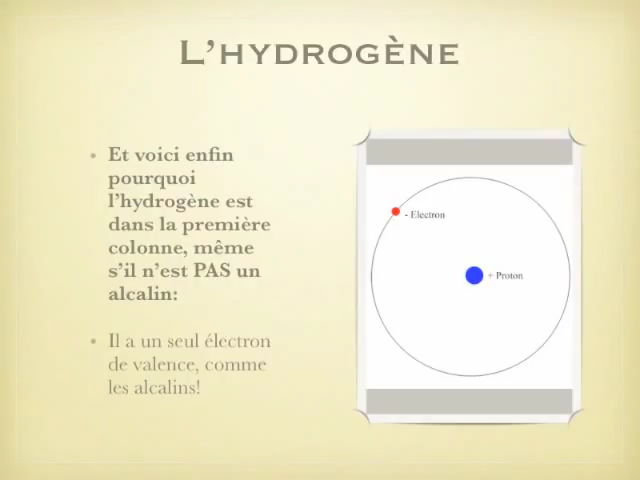 L'HYDROGÈNE
• Et voici enfin
pourquoi
l'hydrogène est
dans la première
colonne, même
s'il n'est PAS un
alcalin:
• Il a un seul électron
de valence, comme
les alcalins!
- Electron
+ Proton